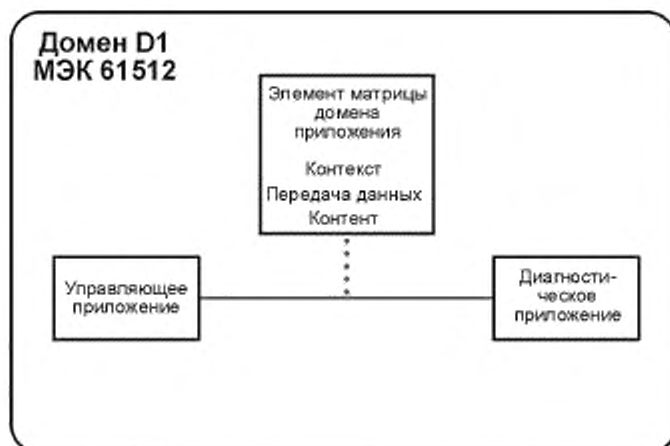 Домен D1
МЭК 61512
Элемент матрицы
домена
приложения
Контекст
Передача данных
Контент
Управляющее
приложение
Диагности-
ческое
приложение